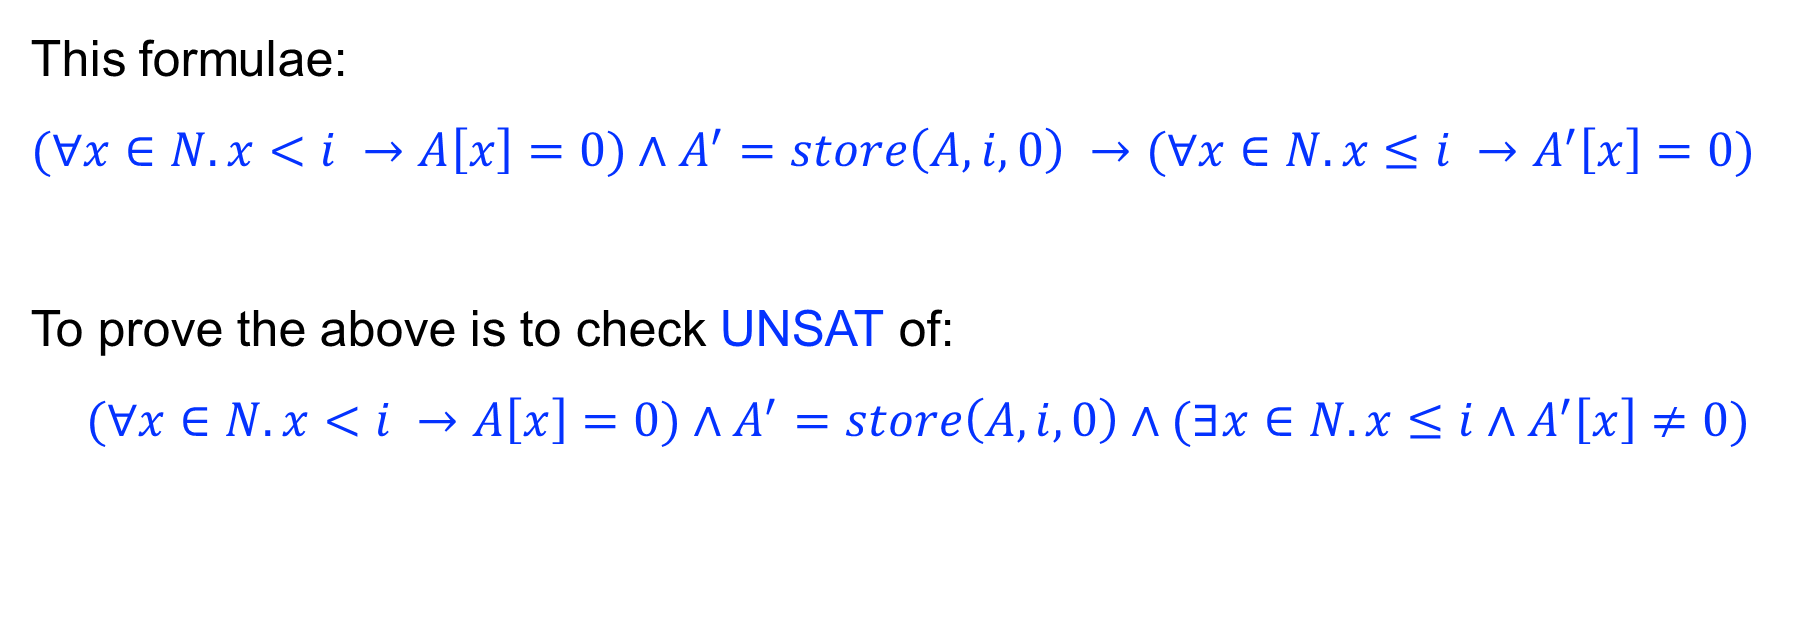 This formulae:
(∀x ∈ N. x < i → A[x] = 0) ∧ A′ = store(A, i, 0) → (∀x ∈ N. x ≤ i → A′[x] = 0)
To prove the above is to check UNSAT of:
(∀x ∈ N. x < i → A[x] = 0) ∧ A′ = store(A, i, 0) ∧ (∃x ∈ N. x ≤ i ∧ A′[x] ≠ 0)